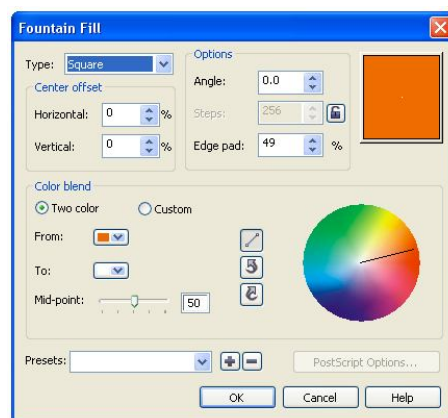 Fountain Fill
Type: Square
Center offset
Horizontal: 0 %
Vertical: 0 %
Options
Angle: 0.0
Steps: 256
Edge pad: 49 %
Color blend
Two color Custom
From:
To:
Mid-point: 50
Presets: PostScript Options...
OK Cancel Help